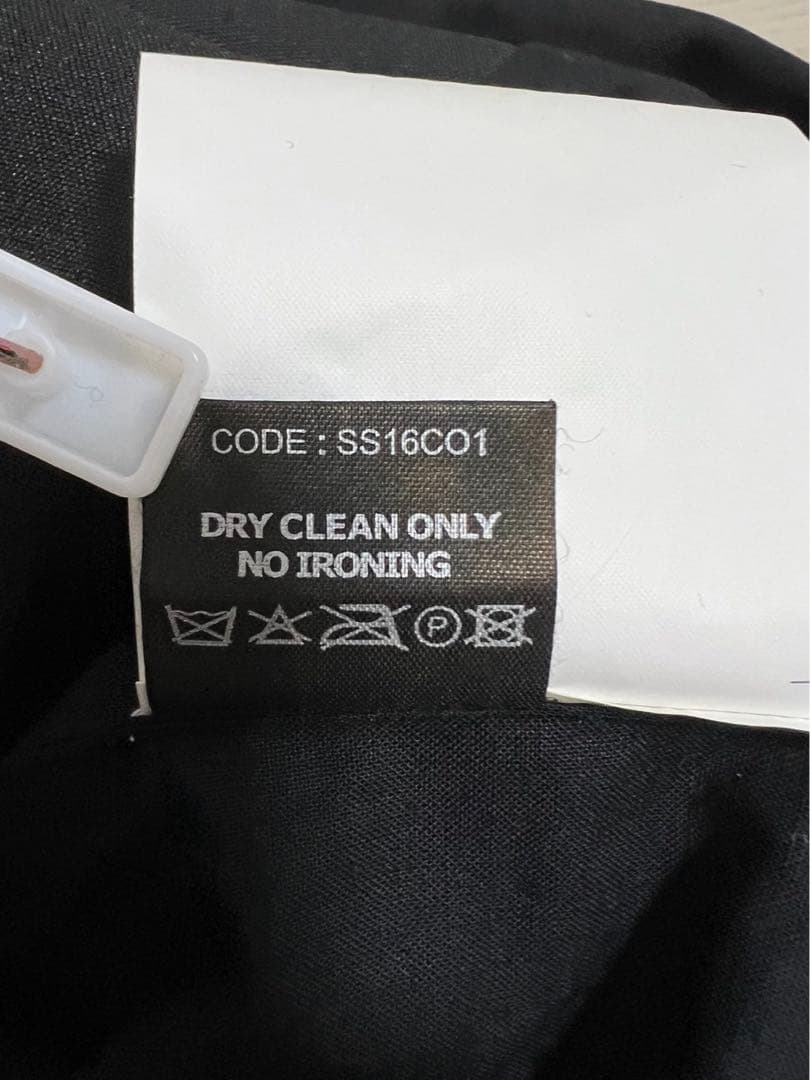 CODE : SS16CO1
DRY CLEAN ONLY
NO IRONING
P